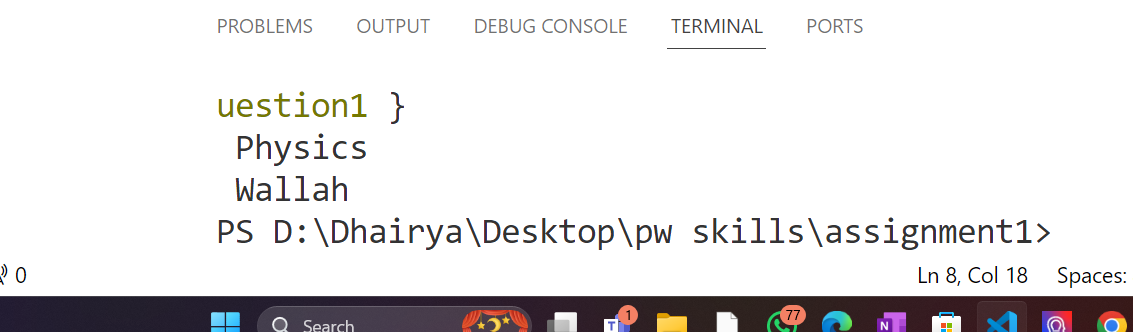 PROBLEMS OUTPUT DEBUG CONSOLE TERMINAL PORTS
uestion1 }
Physics
Wallah
PS D:\Dhairya\Desktop\pw skills\assignment1>
0 Ln 8, Col 18 Spaces:
Search 1 77